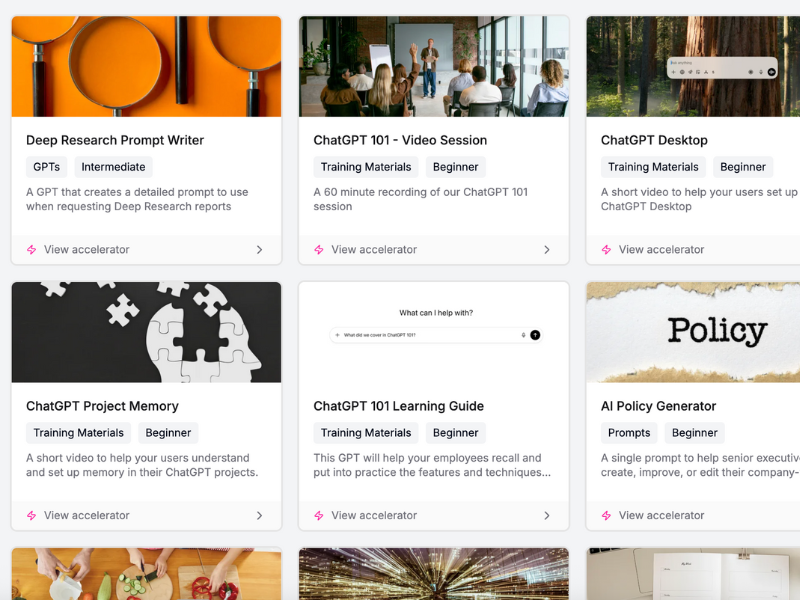 Ask anything
Deep Research Prompt Writer
GPTs
Intermediate
A GPT that creates a detailed prompt to use
when requesting Deep Research reports
View accelerator
ChatGPT 101 - Video Session
Training Materials
Beginner
A 60 minute recording of our ChatGPT 101
session
View accelerator
ChatGPT Desktop
Training Materials
Beginner
A short video to help your users set up
ChatGPT Desktop
View accelerator
ChatGPT Project Memory
Training Materials
Beginner
A short video to help your users understand
and set up memory in their ChatGPT projects.
View accelerator
What can I help with?
What did we cover in ChatGPT 101?
ChatGPT 101 Learning Guide
Training Materials
Beginner
This GPT will help your employees recall and
put into practice the features and techniques...
View accelerator
Policy
AI Policy Generator
Prompts
Beginner
A single prompt to help senior executive
create, improve, or edit their company-
View accelerator